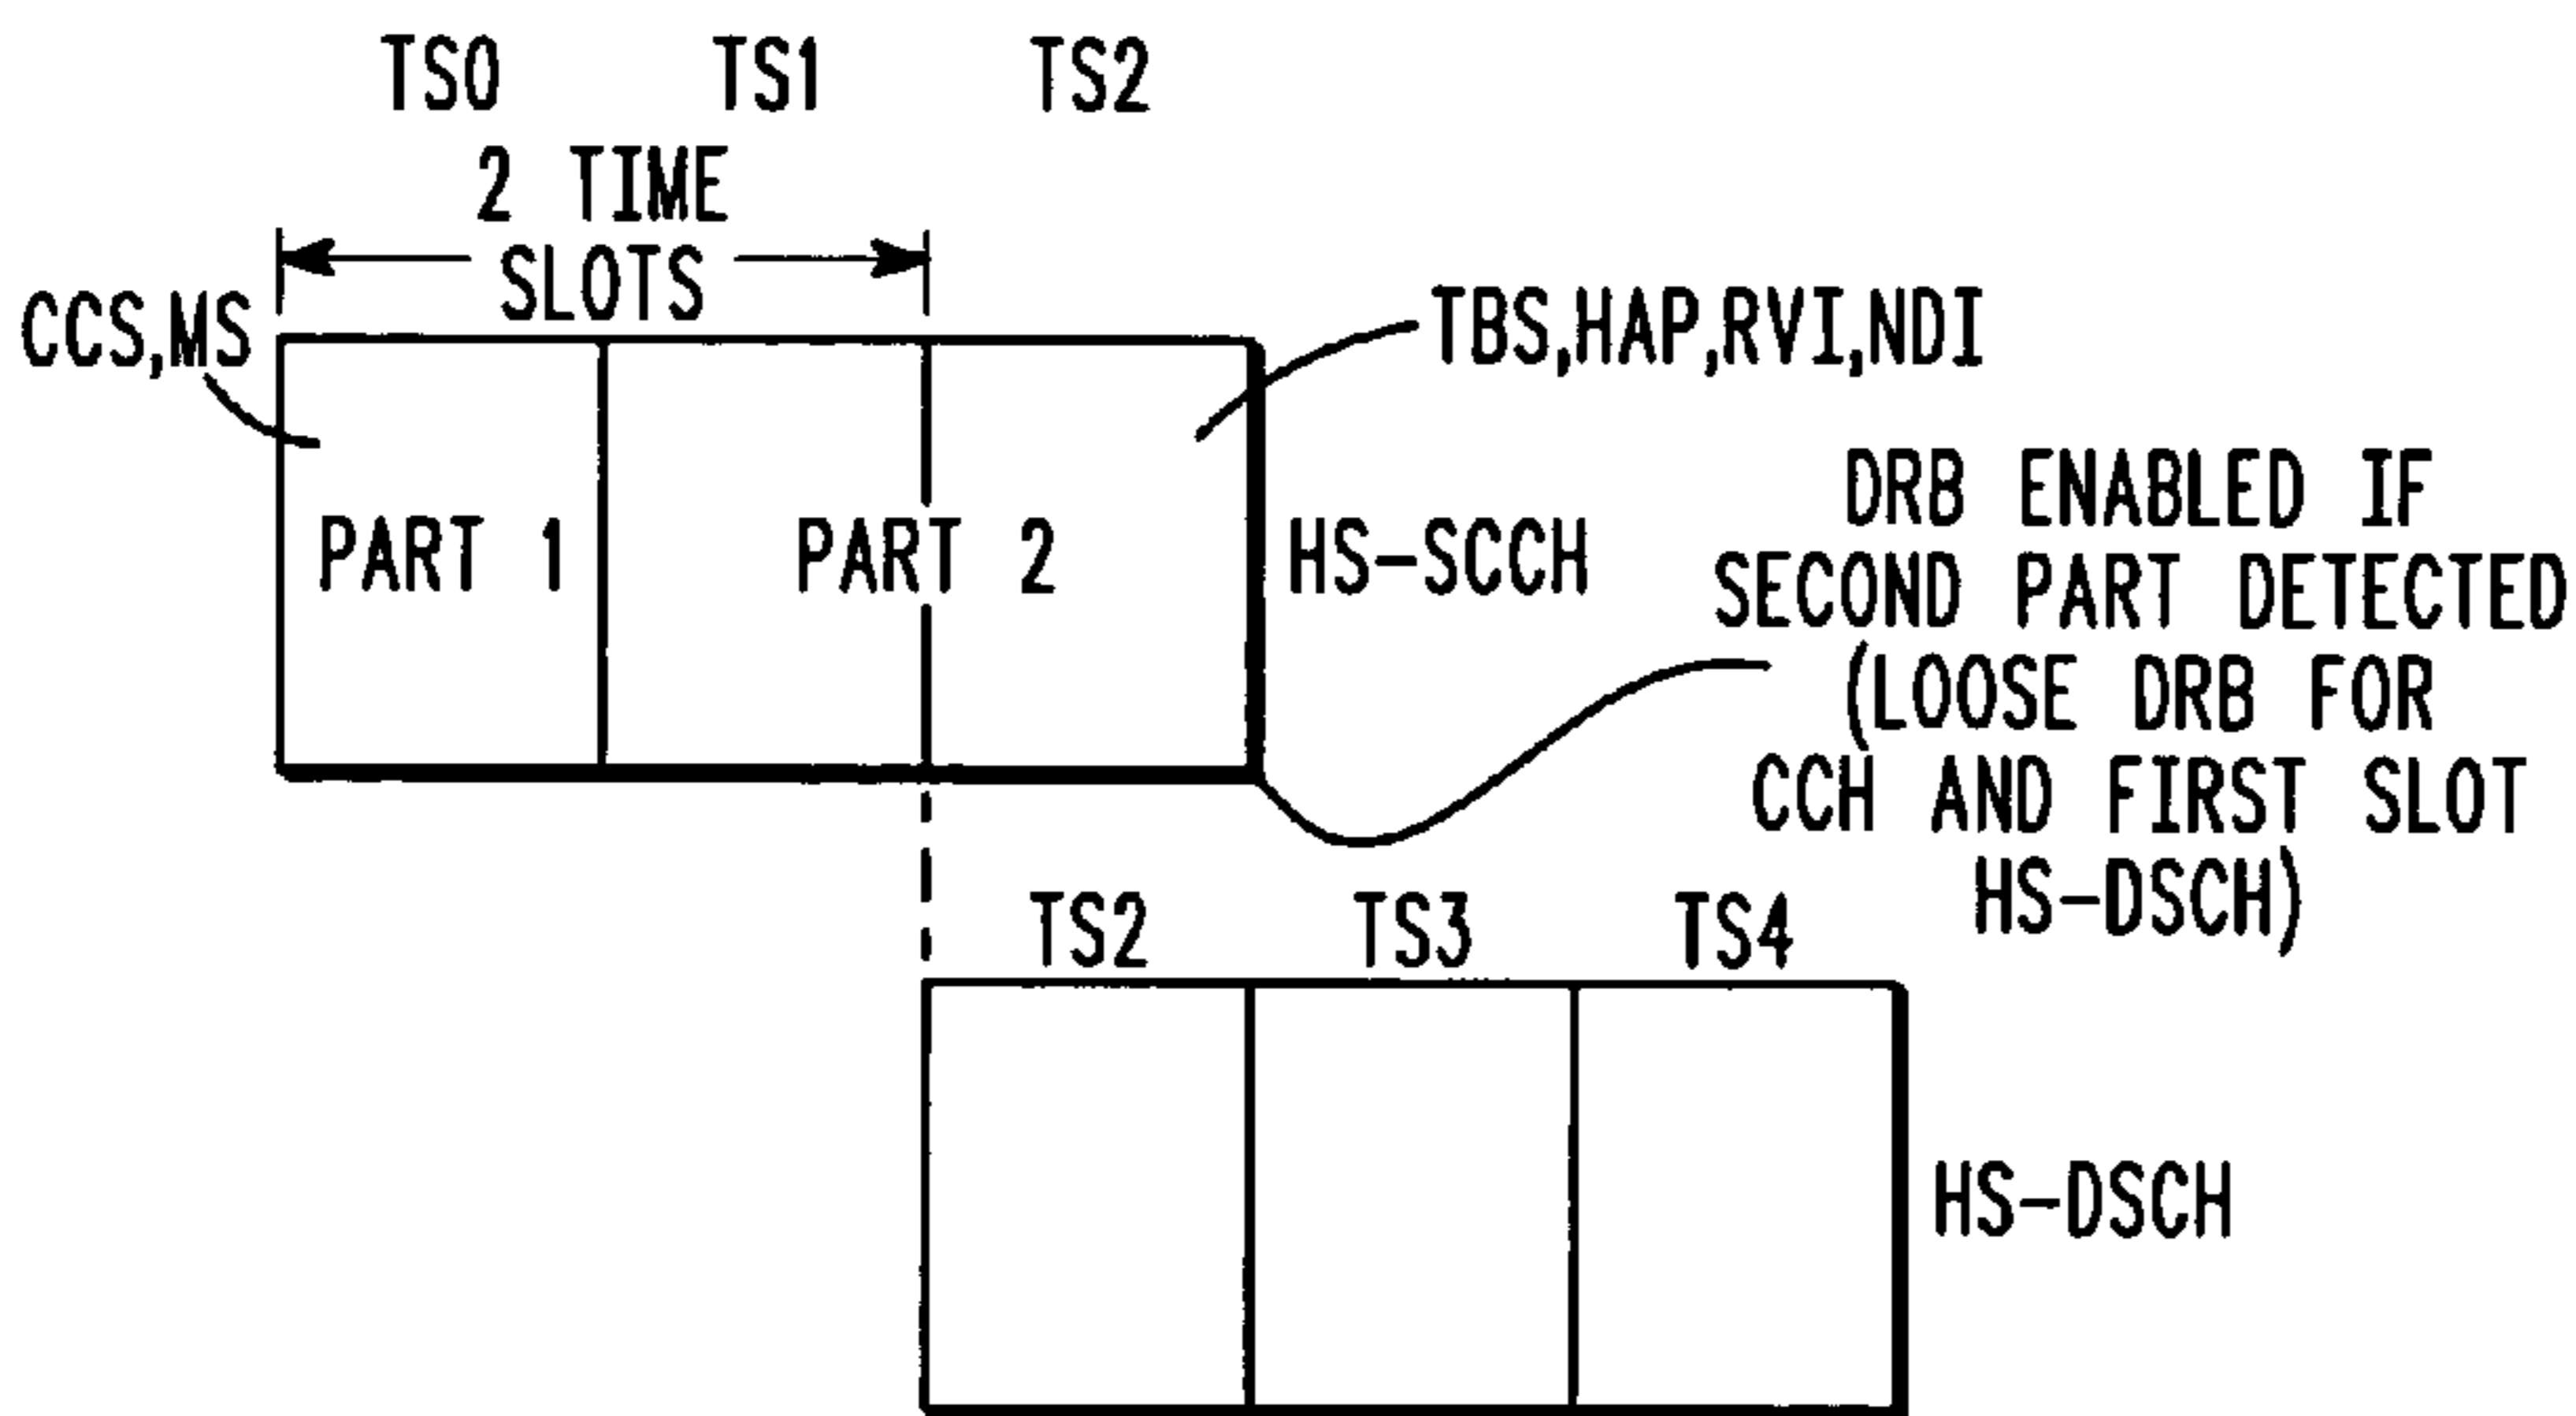 TS0 TS1 TS2
2 TIME
SLOTS
CCS,MS
TBS,HAP,RVI,NDI
PART 1
PART 2
HS-SCCH
DRB ENABLED IF
SECOND PART DETECTED
(LOOSE DRB FOR
CCH AND FIRST SLOT
HS-DSCH)
TS2 TS3 TS4
HS-DSCH